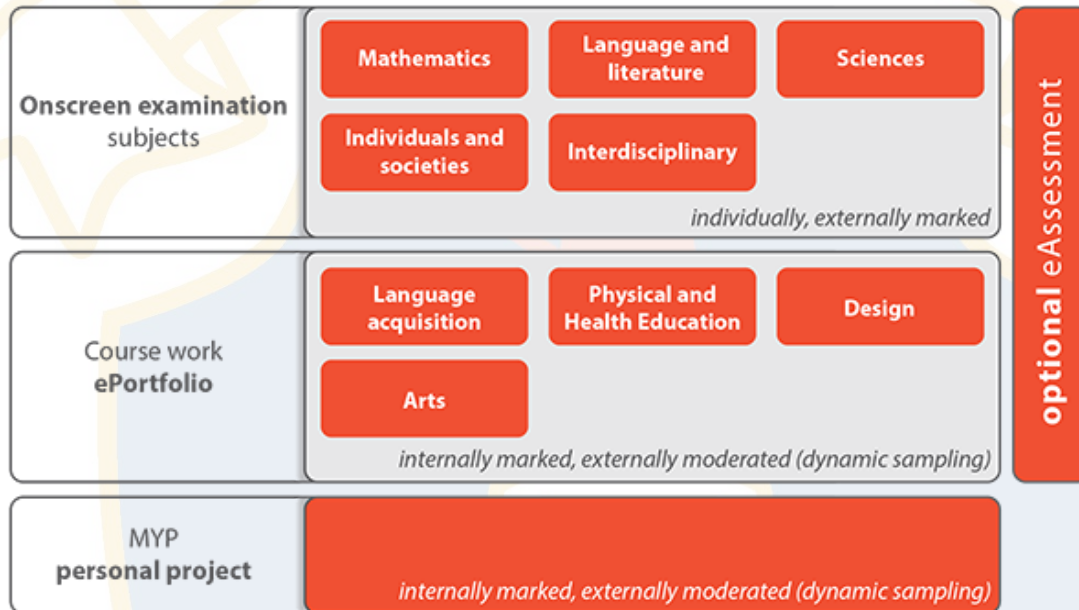 Onscreen examination
subjects
Mathematics
Language and
literature
Sciences
Individuals and
societies
Interdisciplinary
individually, externally marked
Course work
ePortfolio
Language
acquisition
Physical and
Health Education
Design
Arts
internally marked, externally moderated (dynamic sampling)
MYP
personal project
internally marked, externally moderated (dynamic sampling)
optional eAssessment